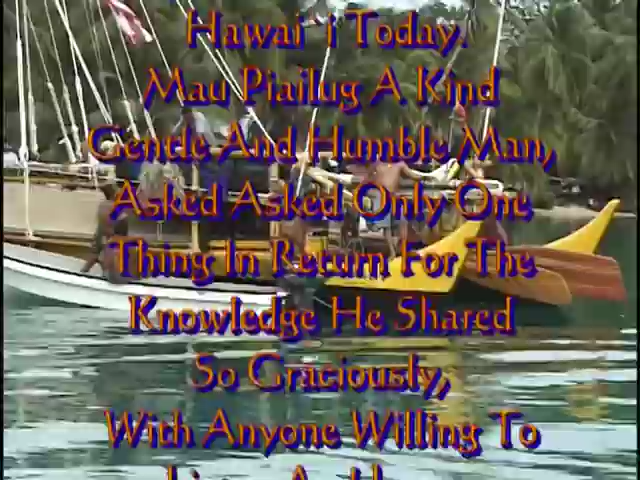 Hawai i Today.
Mau Piailug A Kind
Gentle And Humble Man,
Asked Asked Only One
Thing In Return For The
Knowledge He Shared
So Graciously,
With Anyone Willing To